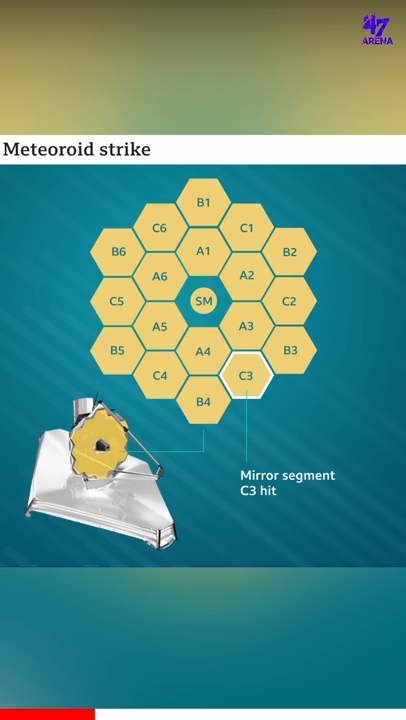 47
ARENA
Meteoroid strike
B1
C6
C1
B6
A1
B2
A6
A2
C5
SM
C2
A5
A3
B5
A4
B3
C4
C3
B4
Mirror segment
C3 hit